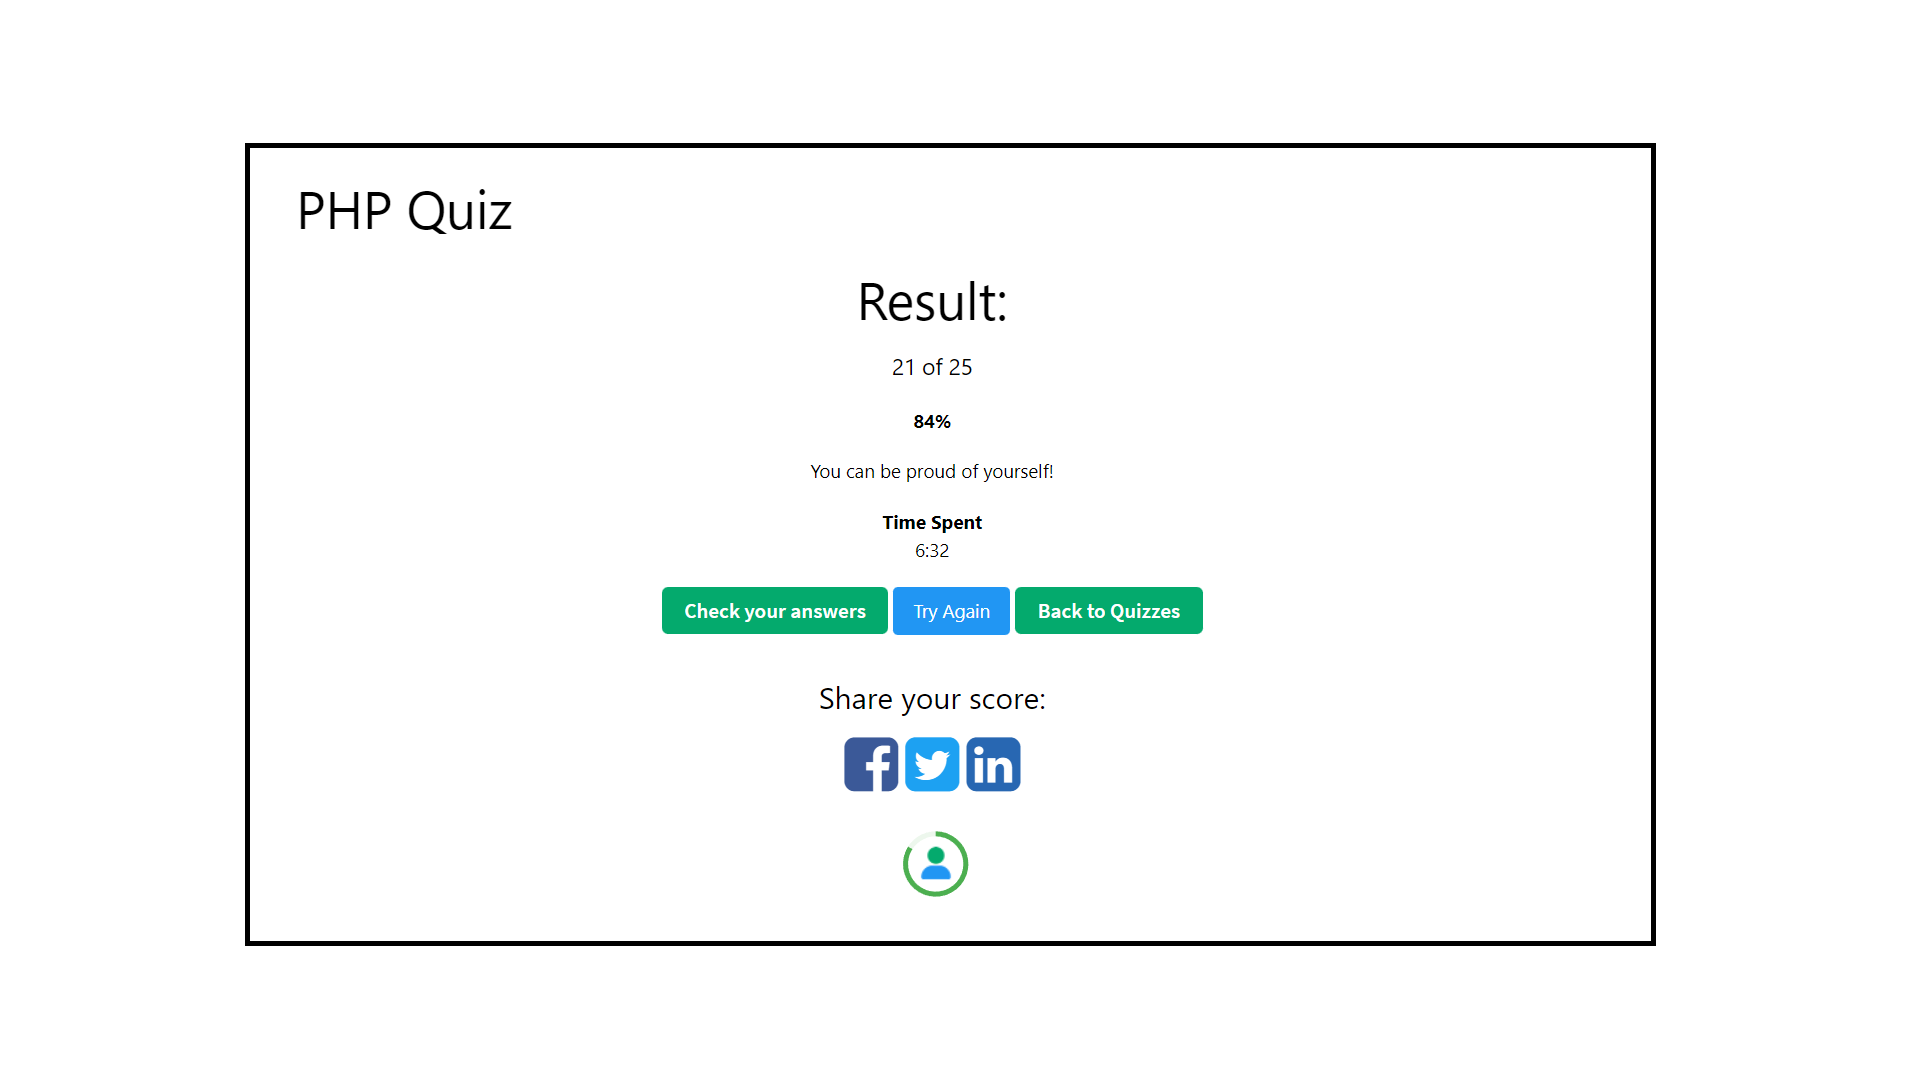 PHP Quiz
Result:
21 of 25
84%
You can be proud of yourself!
Time Spent
6:32
Check your answers Try Again Back to Quizzes
Share your score: